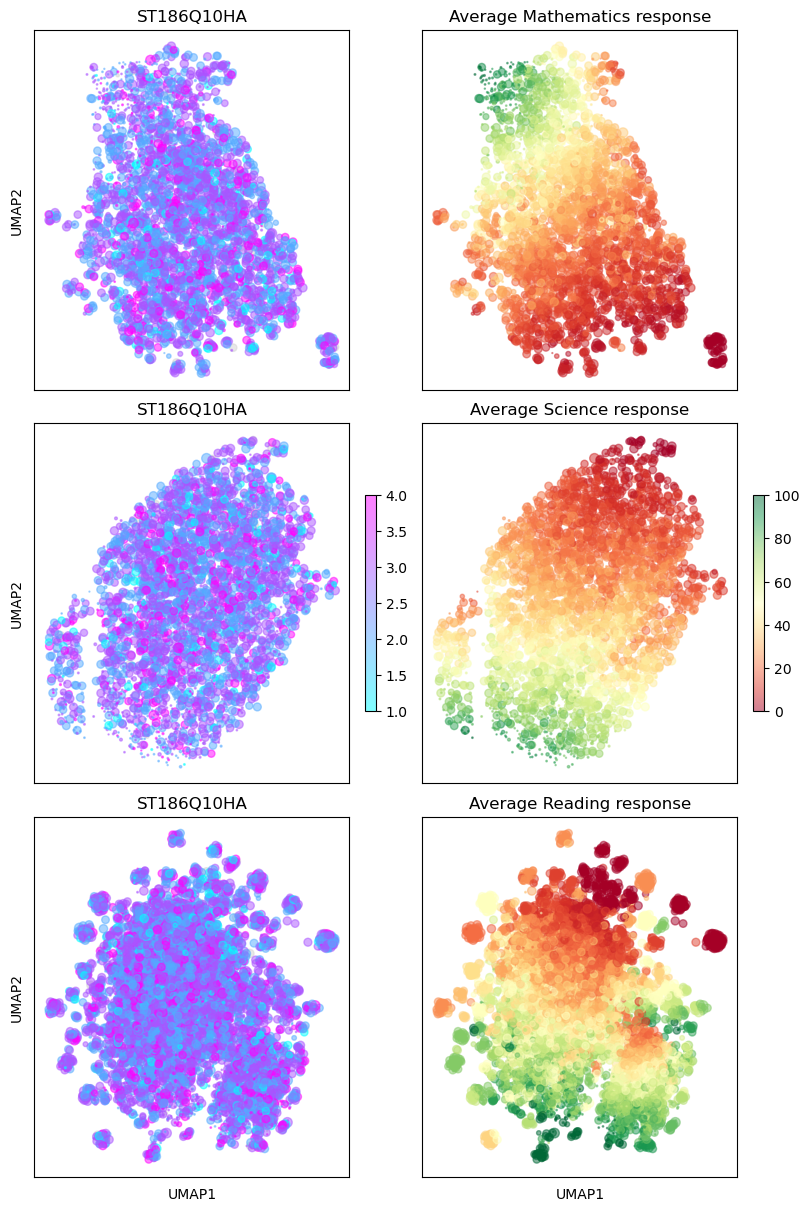 ST186Q10HA
Average Mathematics response
UMAP2
ST186Q10HA
Average Science response
UMAP2
4.0
3.5
3.0
2.5
2.0
1.5
1.0
100
80
60
40
20
0
ST186Q10HA
Average Reading response
UMAP2
UMAP1
UMAP1